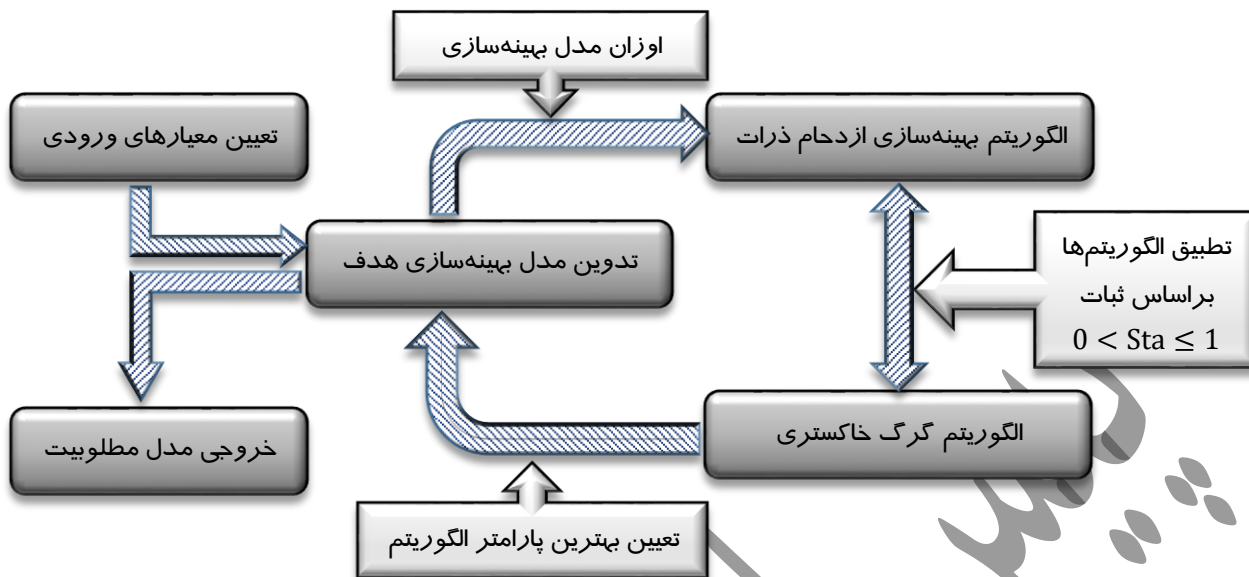 اوزان مدل بهینه‌سازی
الگوریتم بهینه‌سازی ازدحام ذرات
تعیین معیارهای ورودی
تدوین مدل بهینه‌سازی هدف
تطبیق الگوریتم‌ها
براساس ثبات
0 < Sta ≤ 1
الگوریتم گرگ خاکستری
خروجی مدل مطلوبیت
تعیین بهترین پارامتر الگوریتم